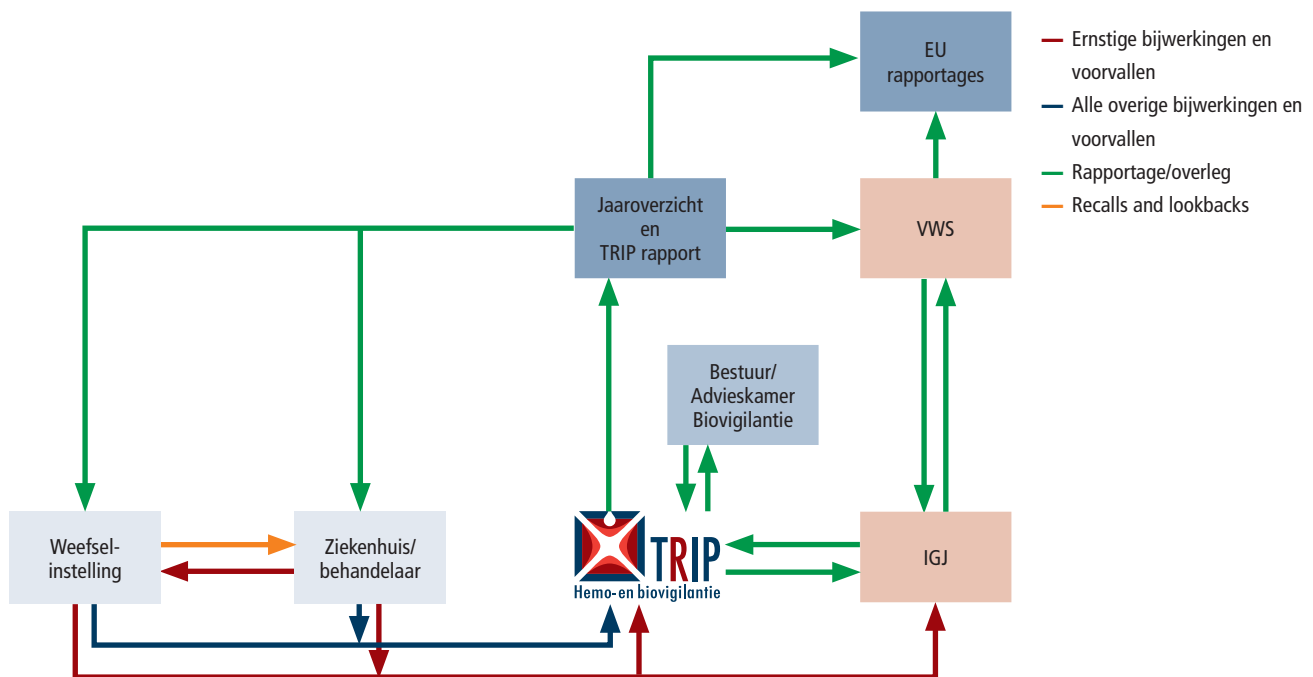 EU
rapportages
Ernstige bijwerkingen en
voorvallen
Alle overige bijwerkingen en
voorvallen
Rapportage/overleg
Recalls and lookbacks
Jaaroverzicht
en
TRIP rapport
VWS
Bestuur/
Advieskamer
Biovigilantie
Weefsel-
instelling
Ziekenhuis/
behandelaar
TRIP
Hemo-en biovigilantie
IGJ